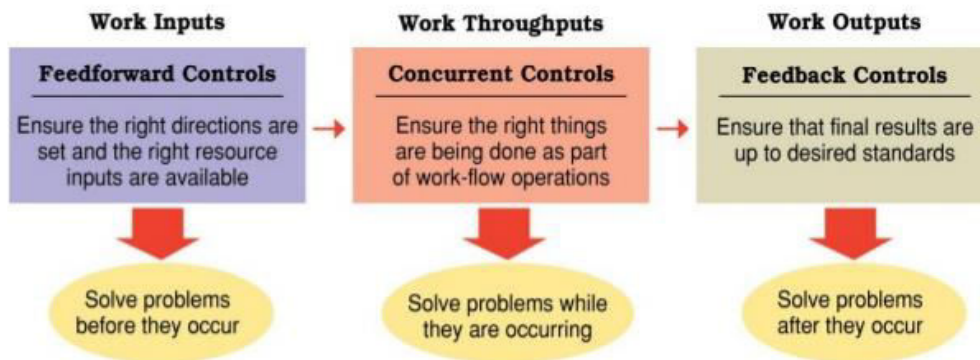 Work Inputs
Feedforward Controls
Ensure the right directions are
set and the right resource
inputs are available
Solve problems
before they occur
Work Throughputs
Concurrent Controls
Ensure the right things
are being done as part
of work-flow operations
Solve problems while
they are occurring
Work Outputs
Feedback Controls
Ensure that final results are
up to desired standards
Solve problems
after they occur